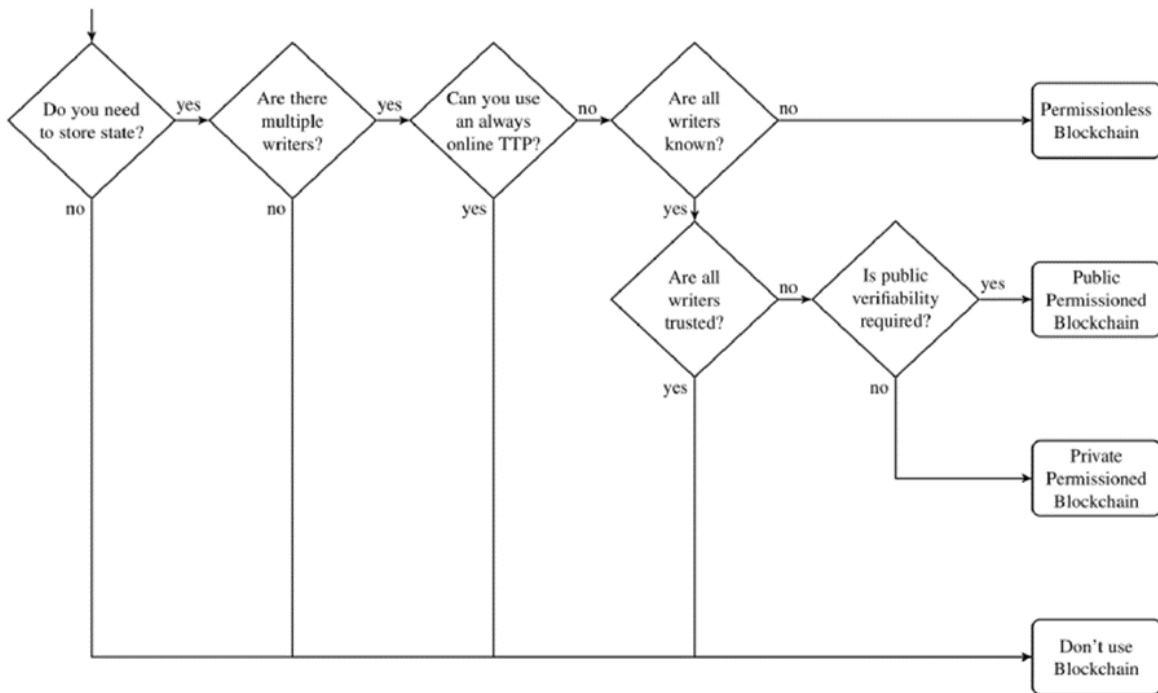 Do you need
to store state?
yes
Are there
multiple
writers?
yes
Can you use
an always
online TTP?
no
Are all
writers
known?
no
Permissionless
Blockchain
no
no
yes
yes
Are all
writers
trusted?
no
Is public
verifiability
required?
yes
Public
Permissioned
Blockchain
yes
no
Private
Permissioned
Blockchain
Don't use
Blockchain